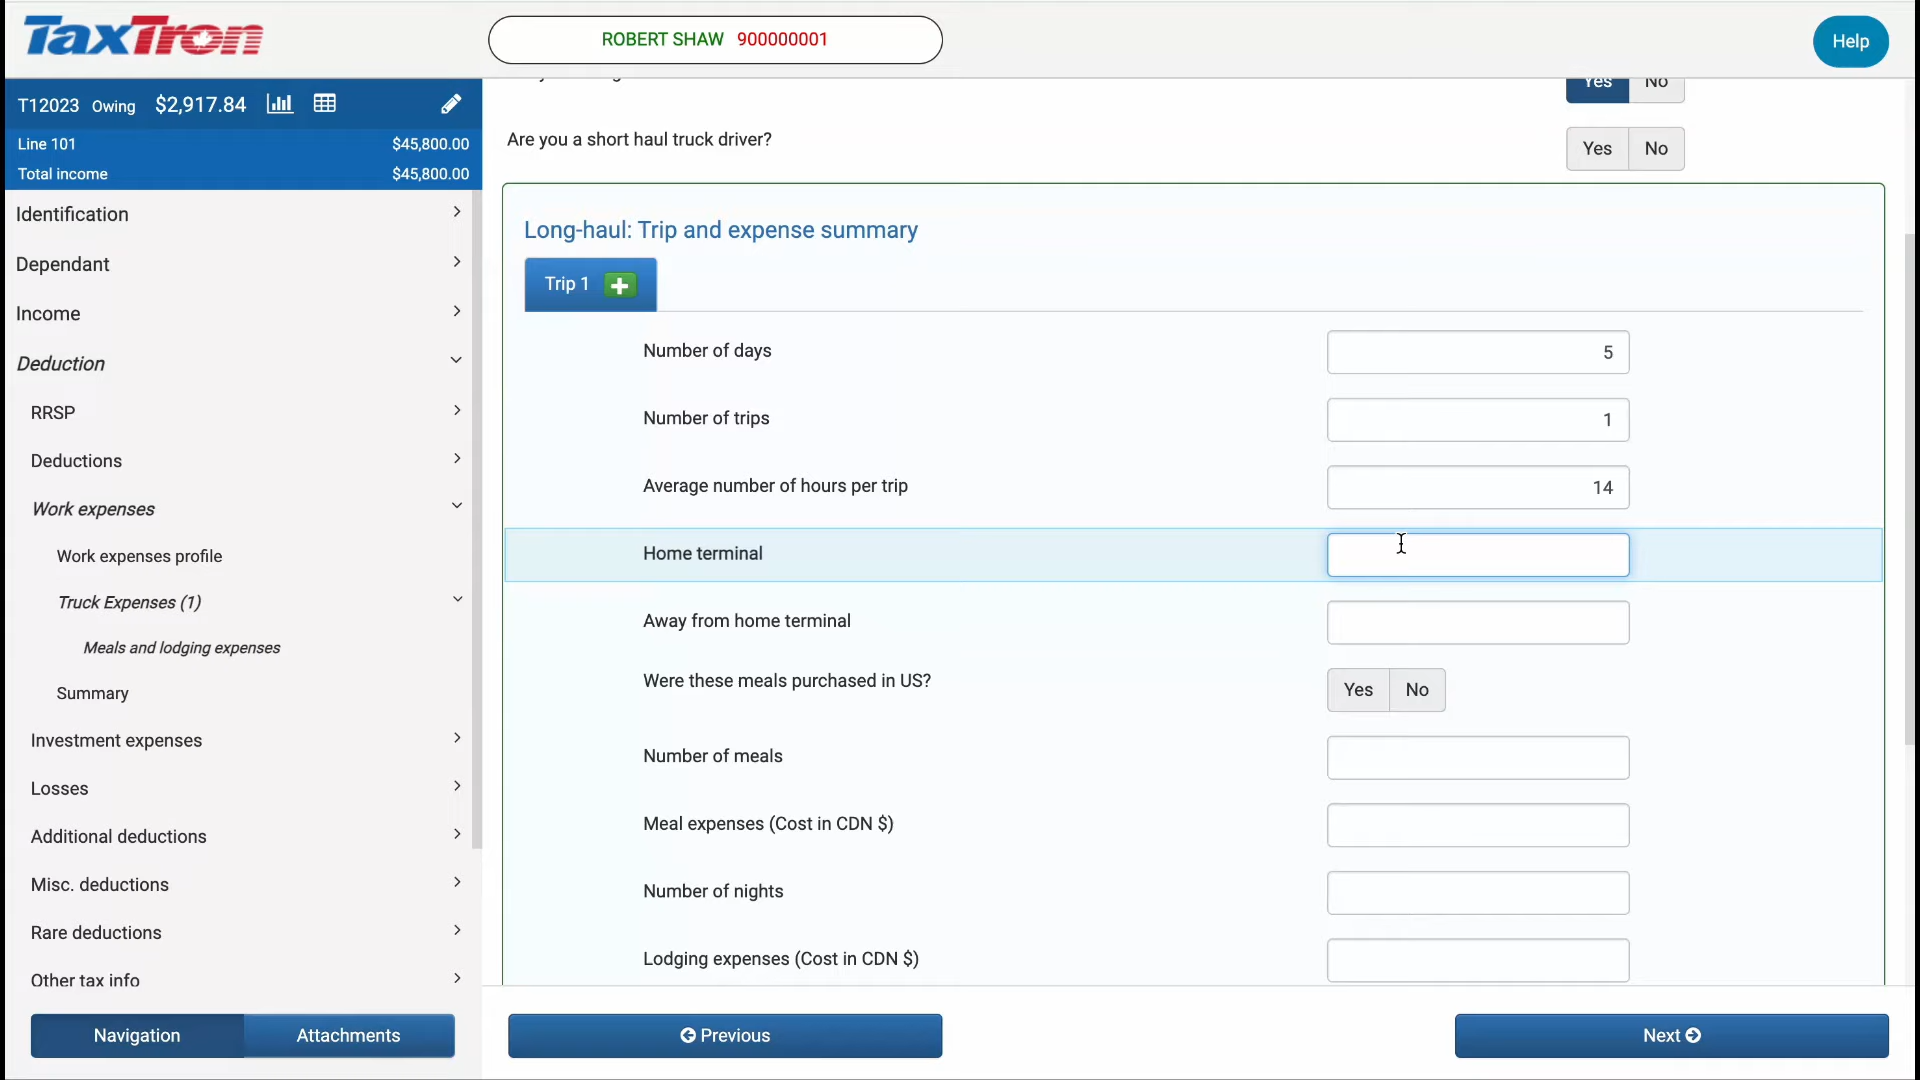 TaxTron
ROBERT SHAW 900000001
Help
T12023 Owing $2,917.84
Line 101 $45,800.00
Total income $45,800.00
Identification
Dependant
Income
Deduction
RRSP
Deductions
Work expenses
Work expenses profile
Truck Expenses (1)
Meals and lodging expenses
Summary
Investment expenses
Losses
Additional deductions
Misc. deductions
Rare deductions
Other tax info
Navigation
Attachments
Yes No
Are you a short haul truck driver? Yes No
Long-haul: Trip and expense summary
Trip 1
Number of days 5
Number of trips 1
Average number of hours per trip 14
Home terminal
Away from home terminal
Were these meals purchased in US? Yes No
Number of meals
Meal expenses (Cost in CDN $)
Number of nights
Lodging expenses (Cost in CDN $)
Previous
Next